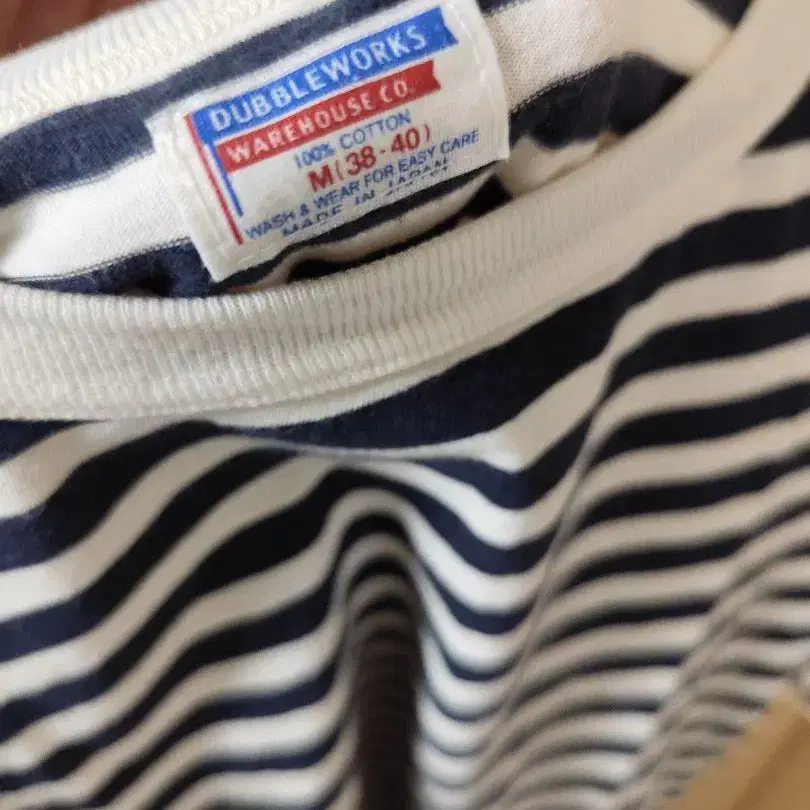 DUBBLEWORKS
WAREHOUSE CO.
100% COTTON
M(38-40)
WASH & WEAR FOR EASY CARE
MADE IN JAPAN